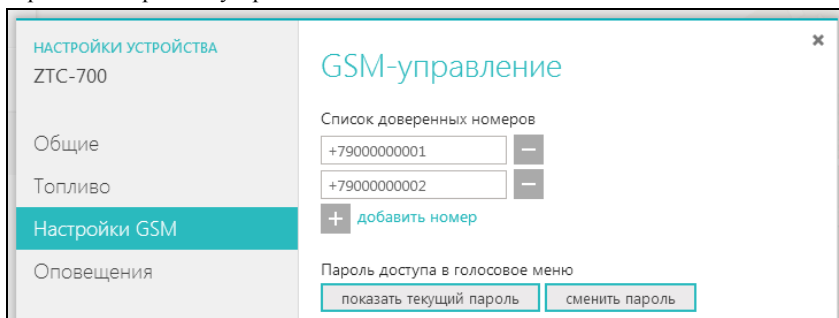 НАСТРОЙКИ УСТРОЙСТВА
ZTC-700
Общие
Топливо
Настройки GSM
Оповещения
GSM-управление
Список доверенных номеров
+79000000001
+79000000002
+ добавить номер
Пароль доступа в голосовое меню
показать текущий пароль сменить пароль